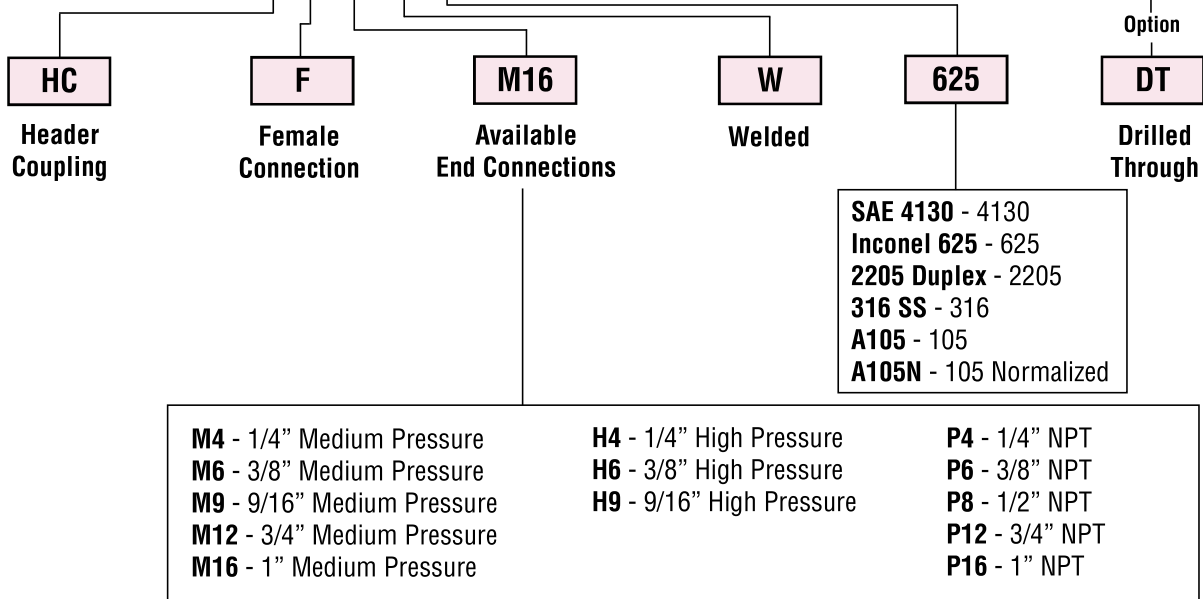 Option
HC
F
M16
W
625
DT
Header
Coupling
Female
Connection
Available
End Connections
Welded
Drilled
Through
SAE 4130 - 4130
Inconel 625 - 625
2205 Duplex - 2205
316 SS - 316
A105 - 105
A105N - 105 Normalized
M4 - 1/4” Medium Pressure
M6 - 3/8” Medium Pressure
M9 - 9/16” Medium Pressure
M12 - 3/4” Medium Pressure
M16 - 1” Medium Pressure
H4 - 1/4” High Pressure
H6 - 3/8” High Pressure
H9 - 9/16” High Pressure
P4 - 1/4” NPT
P6 - 3/8” NPT
P8 - 1/2” NPT
P12 - 3/4” NPT
P16 - 1” NPT